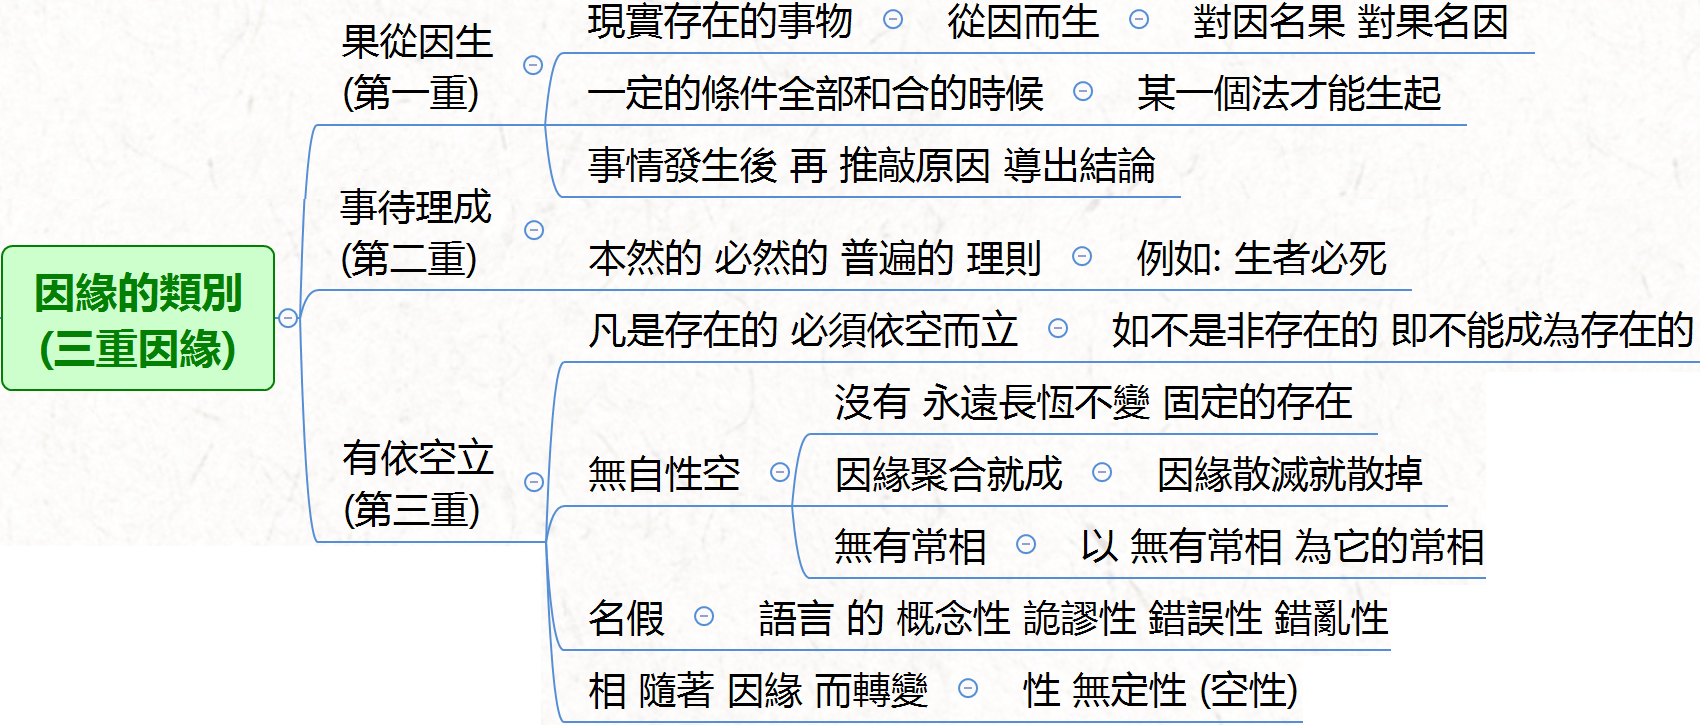 因緣的類別
(三重因緣)
果從因生
(第一重)
現實存在的事物 從因而生 對因名果 對果名因
一定的條件全部和合的時候 某一個法才能生起
事情發生後 再 推敲原因 導出結論
事待理成
(第二重)
本然的 必然的 普遍的 理則 例如: 生者必死
有依空立
(第三重)
凡是存在的 必須依空而立 如不是非存在的 即不能成為存在的
無自性空
沒有 永遠長恆不變 固定的存在
因緣聚合就成 因緣散滅就散掉
無有常相 以 無有常相 為它的常相
名假 語言 的 概念性 詭謬性 錯誤性 錯亂性
相 隨著 因緣 而轉變 性 無定性 (空性)